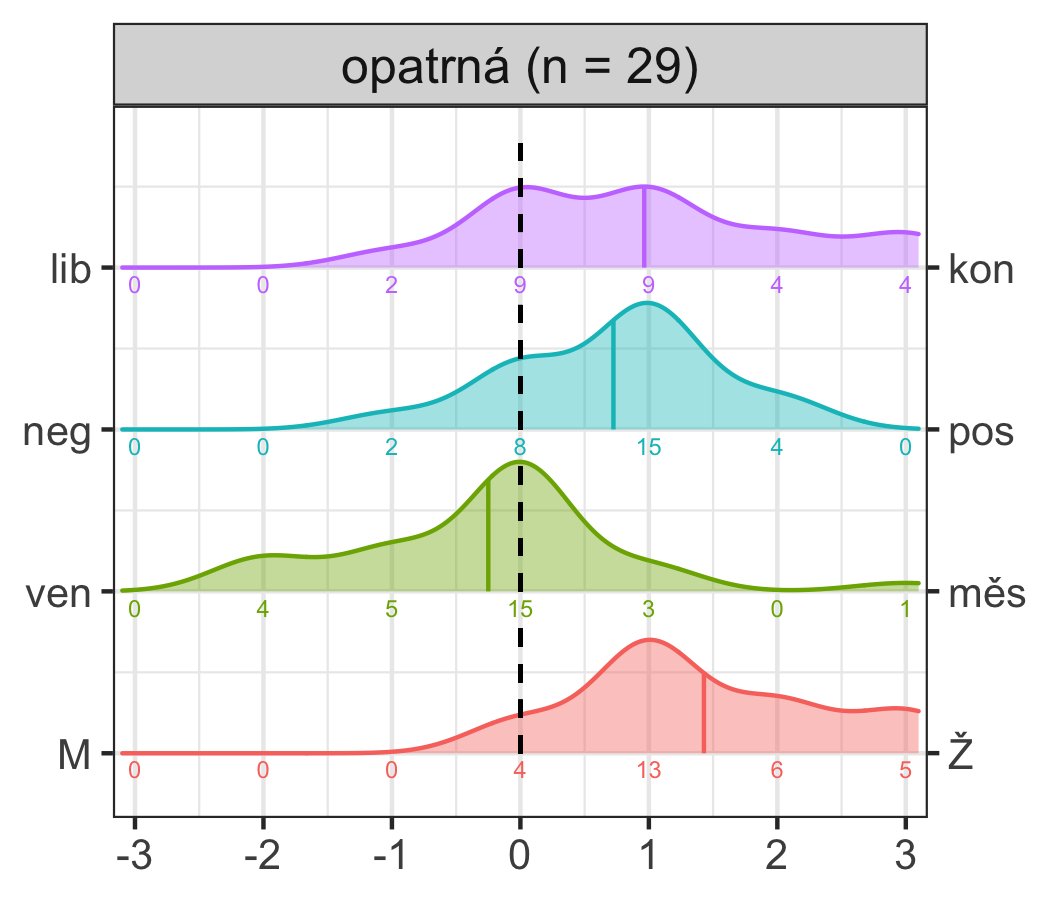 opatrná (n = 29)
lib kon
0 0 2 9 9 4 4
neg pos
0 0 2 8 15 4 0
ven měs
0 4 5 15 3 0 1
M Ž
0 0 0 4 13 6 5
-3 -2 -1 0 1 2 3